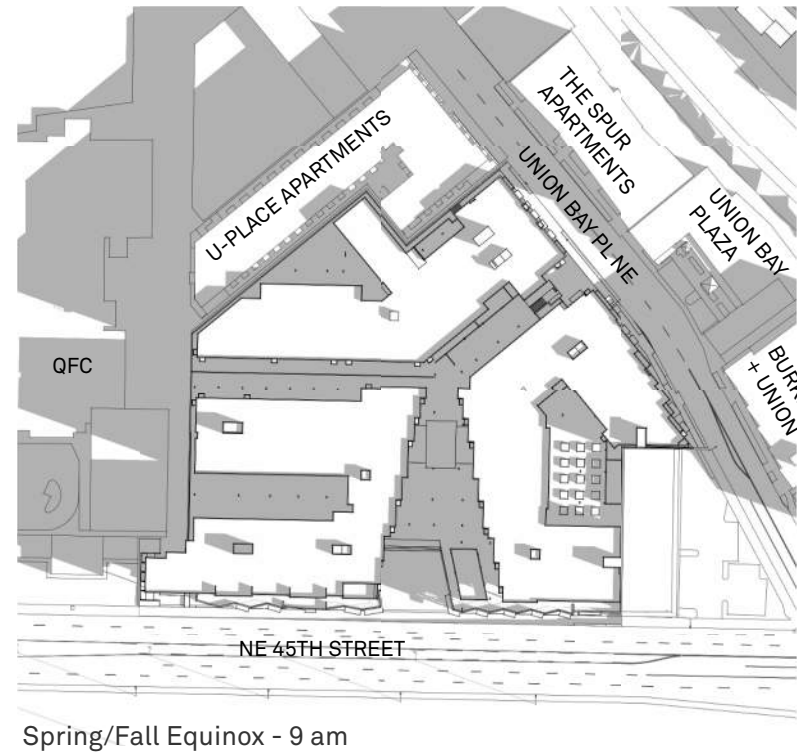 THE SPUR
APARTMENTS
U-PLACE APARTMENTS
UNION BAY PL NE
UNION BAY
PLAZA
QFC
BURK
+ UNION
NE 45TH STREET
Spring/Fall Equinox - 9 am